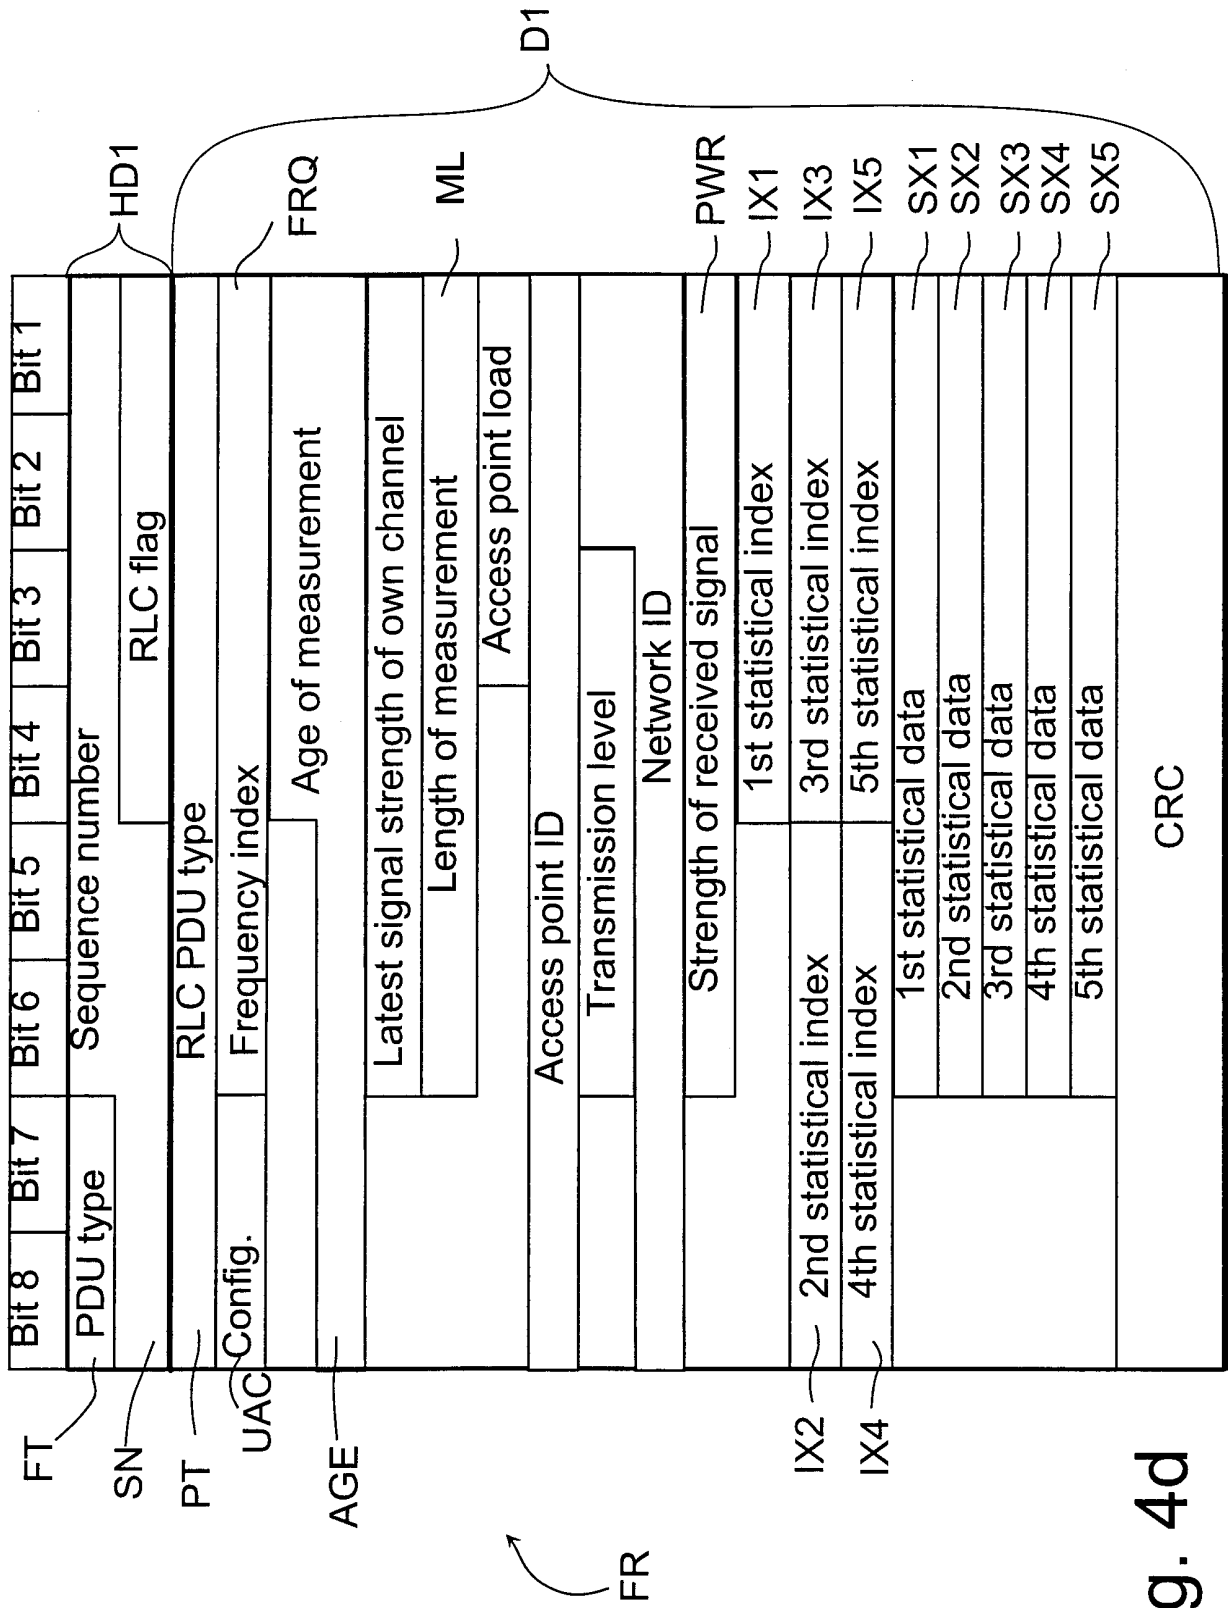 Bit 8 Bit 7 Bit 6 Bit 5 Bit 4 Bit 3 Bit 2 Bit 1
FT
PDU type
Sequence number
HD1
SN
RLC flag
PT
RLC PDU type
UAC
Config.
Frequency index
FRQ
AGE
Age of measurement
Latest signal strength of own channel
Length of measurement
ML
Access point load
Access point ID
D1
Transmission level
Network ID
FR
Strength of received signal
PWR
1st statistical index
IX1
IX2
2nd statistical index
3rd statistical index
IX3
IX4
4th statistical index
5th statistical index
IX5
1st statistical data
SX1
2nd statistical data
SX2
3rd statistical data
SX3
4th statistical data
SX4
5th statistical data
SX5
CRC
g. 4d